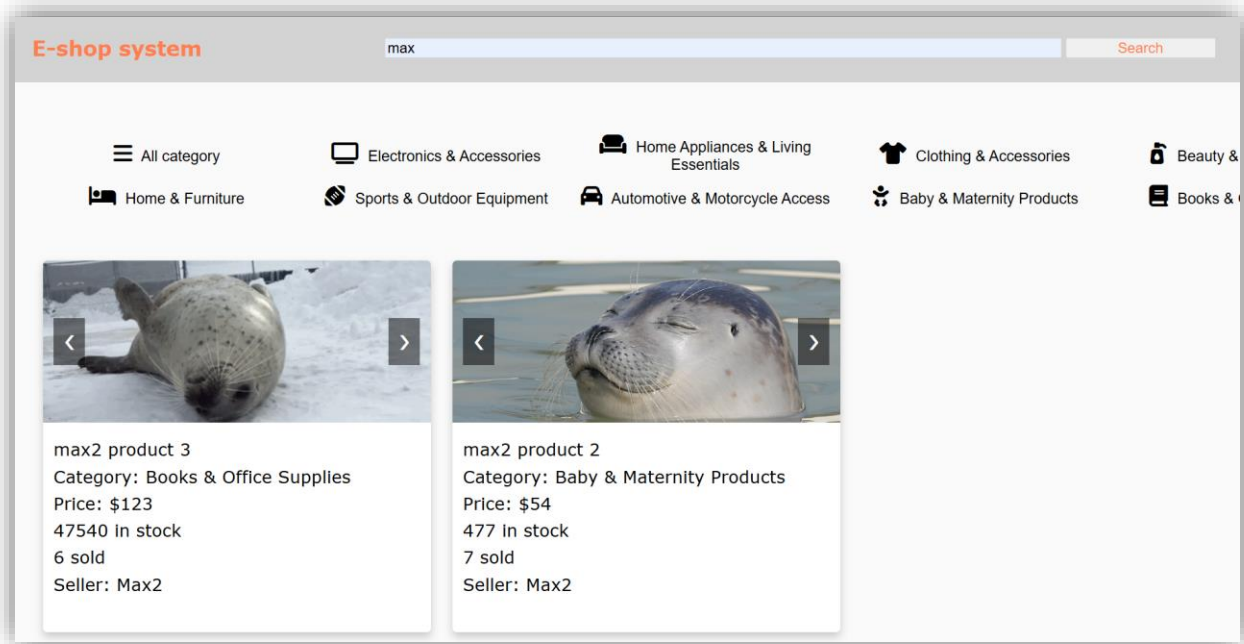 E-shop system
max
Search
All category
Electronics & Accessories
Home Appliances & Living
Essentials
Clothing & Accessories
Beauty &
Home & Furniture
Sports & Outdoor Equipment
Automotive & Motorcycle Access
Baby & Maternity Products
Books &
max2 product 3
Category: Books & Office Supplies
Price: $123
47540 in stock
6 sold
Seller: Max2
max2 product 2
Category: Baby & Maternity Products
Price: $54
477 in stock
7 sold
Seller: Max2